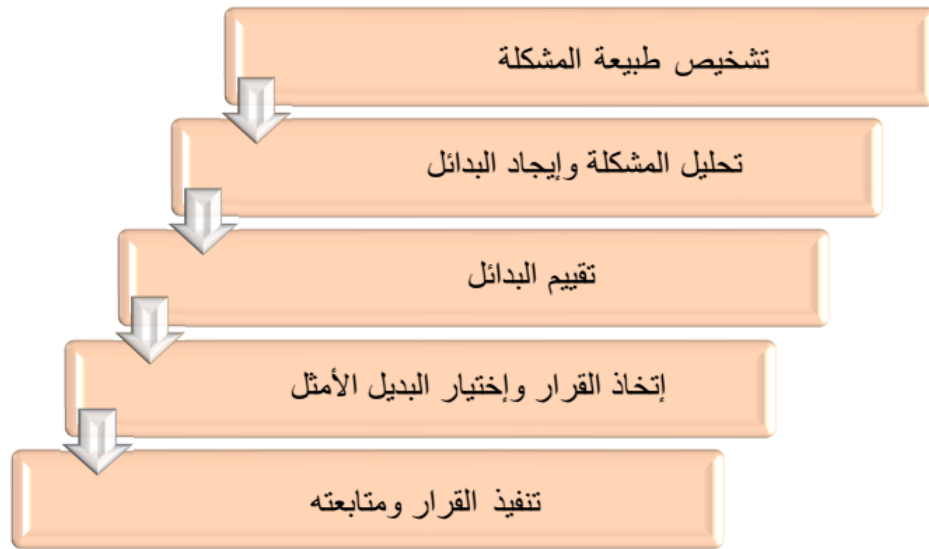 تشخيص طبيعة المشكلة
تحليل المشكلة وإيجاد البدائل
تقييم البدائل
إتخاذ القرار وإختيار البديل الأمثل
تنفيذ القرار ومتابعته